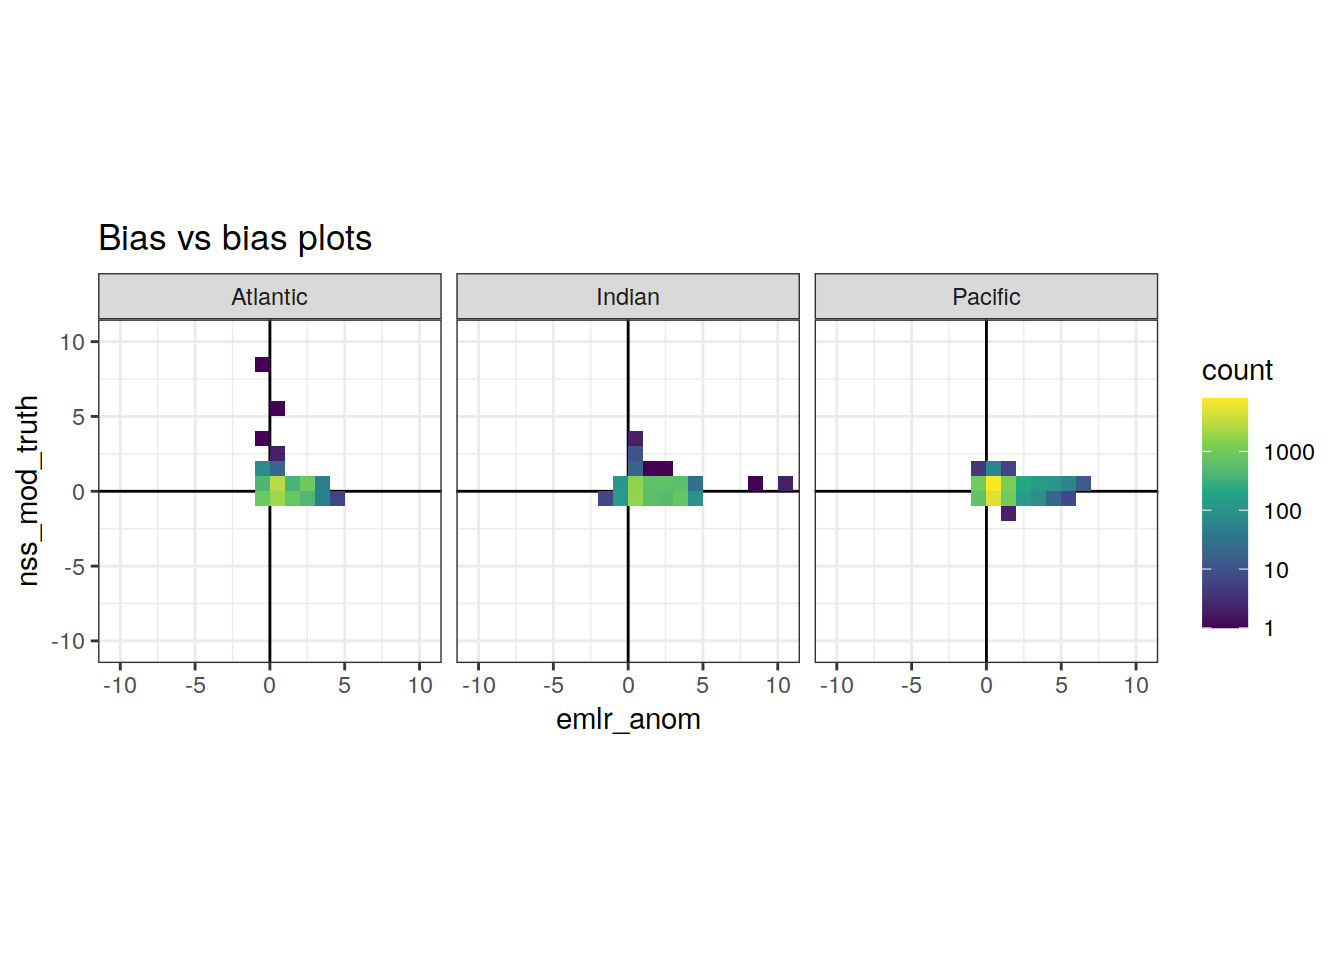 Bias vs bias plots
Atlantic Indian Pacific
nss_mod_truth
10
5
0
-5
-10
-10 -5 0 5 10 -10 -5 0 5 10 -10 -5 0 5 10
emlr_anom
count
1000
100
10
1